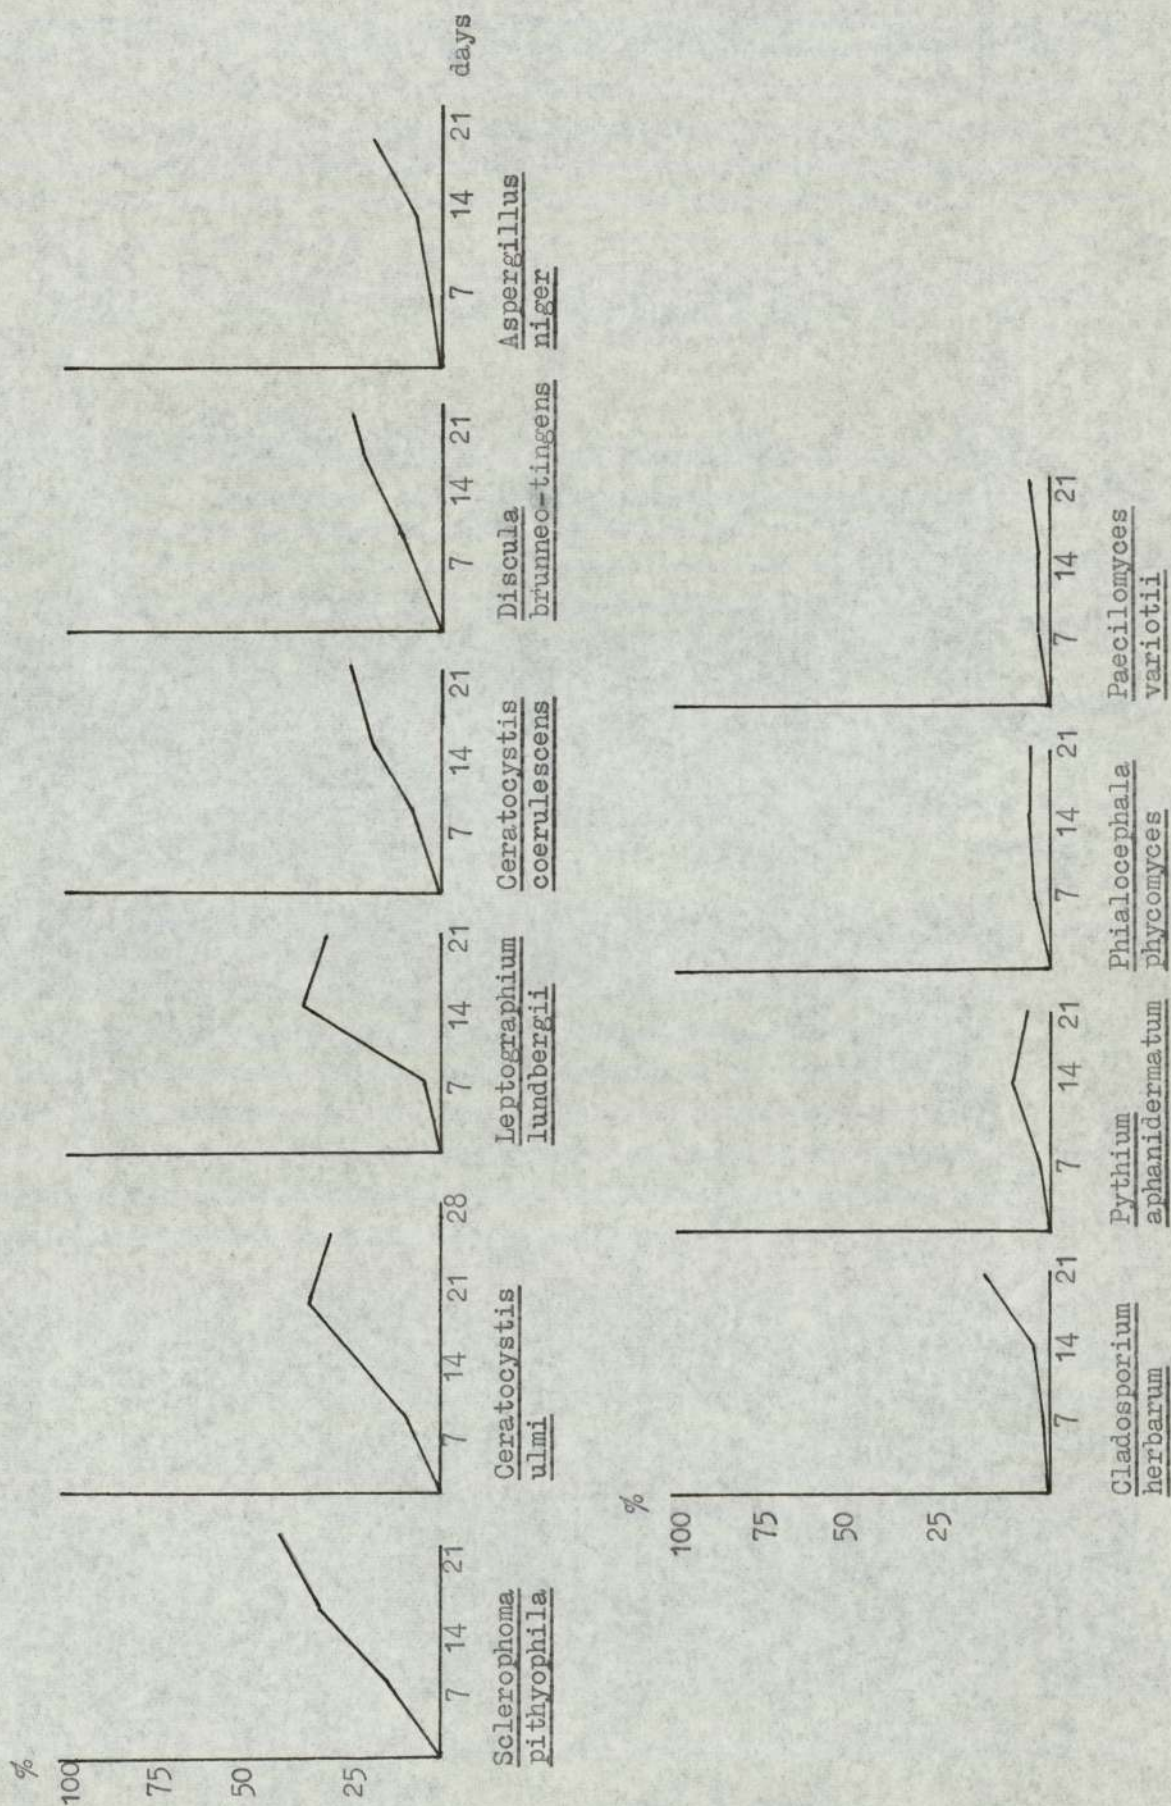 %
100
75
50
25
7 14 21
Sclerophoma
pithyophila
7 14 21 28
Ceratocystis
ulmi
7 14 21
Leptographium
lundbergii
7 14 21
Ceratocystis
coerulescens
7 14 21
Discula
brunneo-tingens
7 14 21 days
Aspergillus
niger
%
100
75
50
25
7 14 21
Cladosporium
herbarum
7 14 21
Pythium
aphanidermatum
7 14 21
Phialocephala
phycomyces
7 14 21
Paecilomyces
variotii